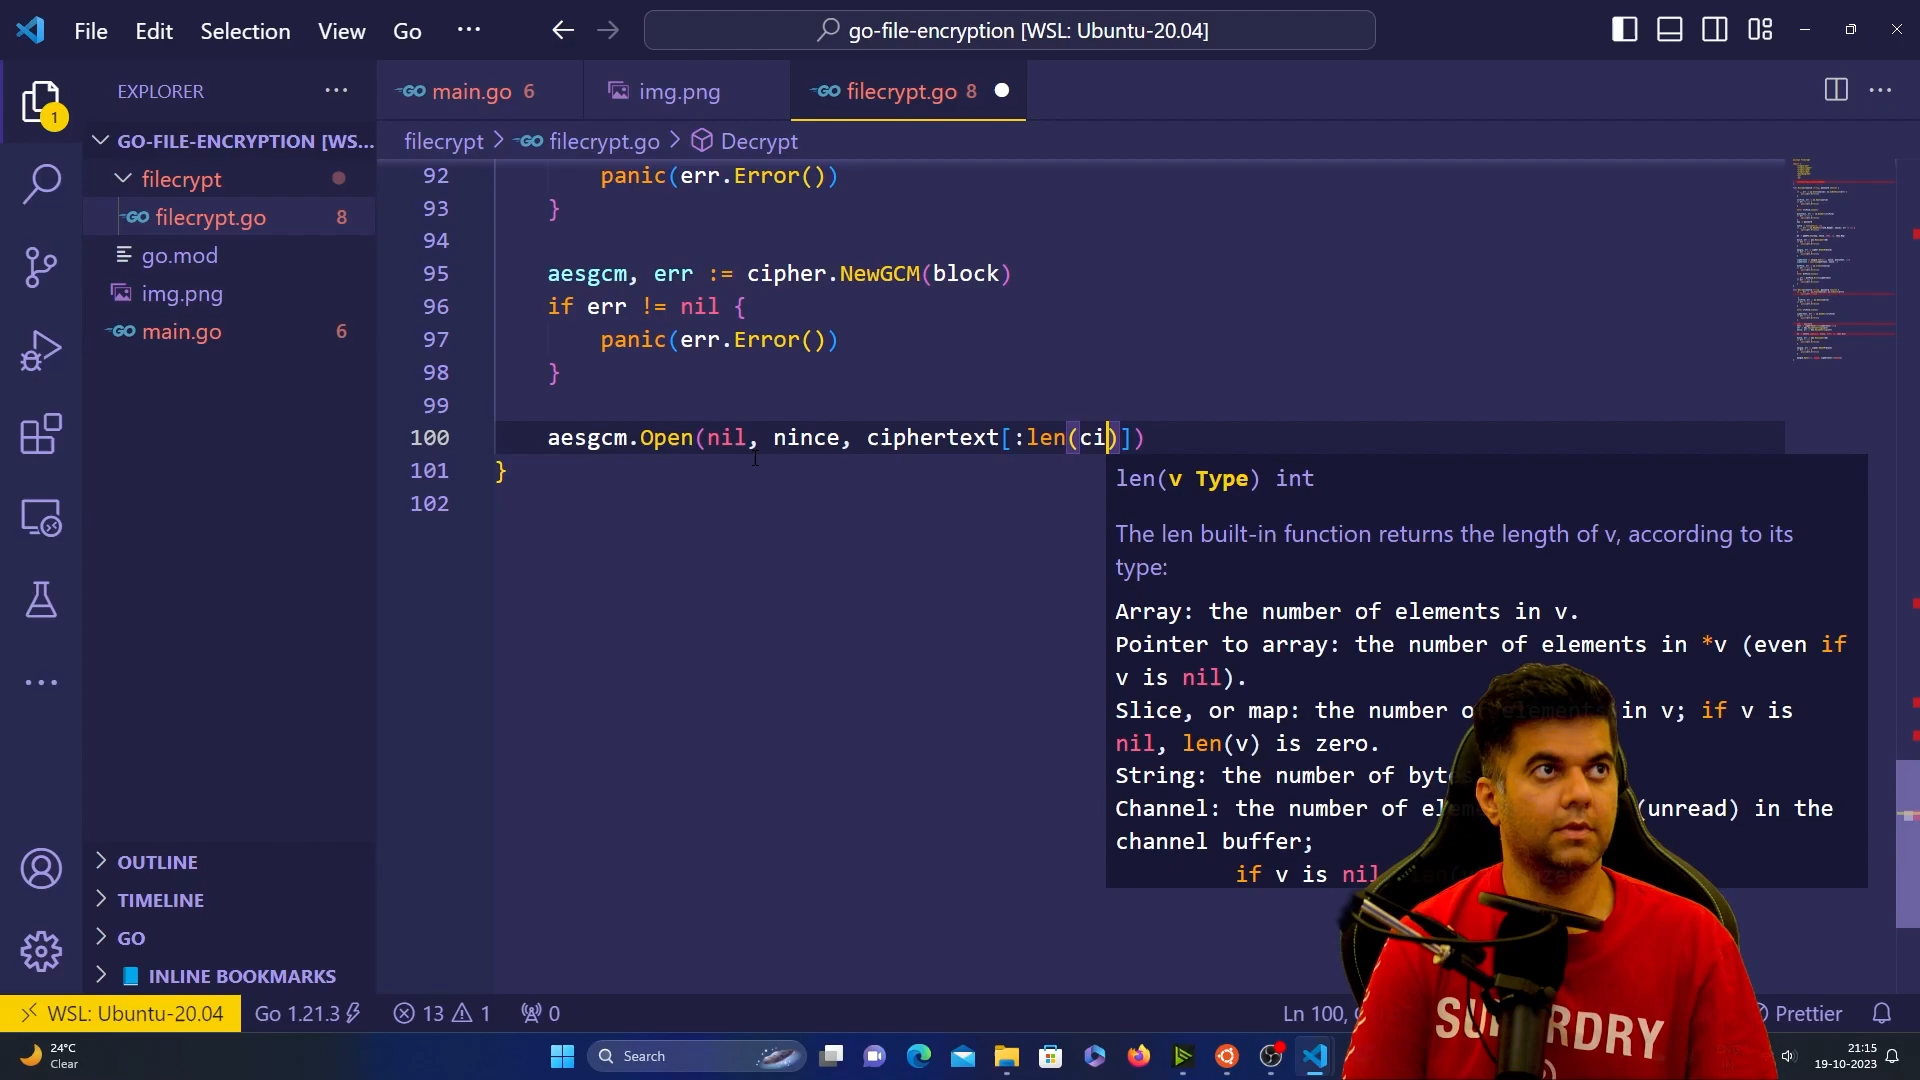 File Edit Selection View Go ···
go-file-encryption [WSL: Ubuntu-20.04]
EXPLORER ···
GO-FILE-ENCRYPTION [WS...
filecrypt
GO filecrypt.go 8
go.mod
img.png
GO main.go 6
OUTLINE
TIMELINE
GO
INLINE BOOKMARKS
1
GO main.go 6
img.png
GO filecrypt.go 8
filecrypt > GO filecrypt.go > Decrypt
92 panic(err.Error())
93 }
94
95 aesgcm, err := cipher.NewGCM(block)
96 if err != nil {
97 panic(err.Error())
98 }
99
100 aesgcm.Open(nil, nince, ciphertext[:len(ci)])
101 }
102
len(v Type) int
The len built-in function returns the length of v, according to its
type:
Array: the number of elements in v.
Pointer to array: the number of elements in *v (even if
v is nil).
Slice, or map: the number of elements in v; if v is
nil, len(v) is zero.
String: the number of bytes
Channel: the number of elements (unread) in the
channel buffer;
if v is nil,
SUPERDRY
WSL: Ubuntu-20.04 Go 1.21.3 13 1 0 Ln 100, Prettier
24°C
Clear
Search
21:15
19-10-2023